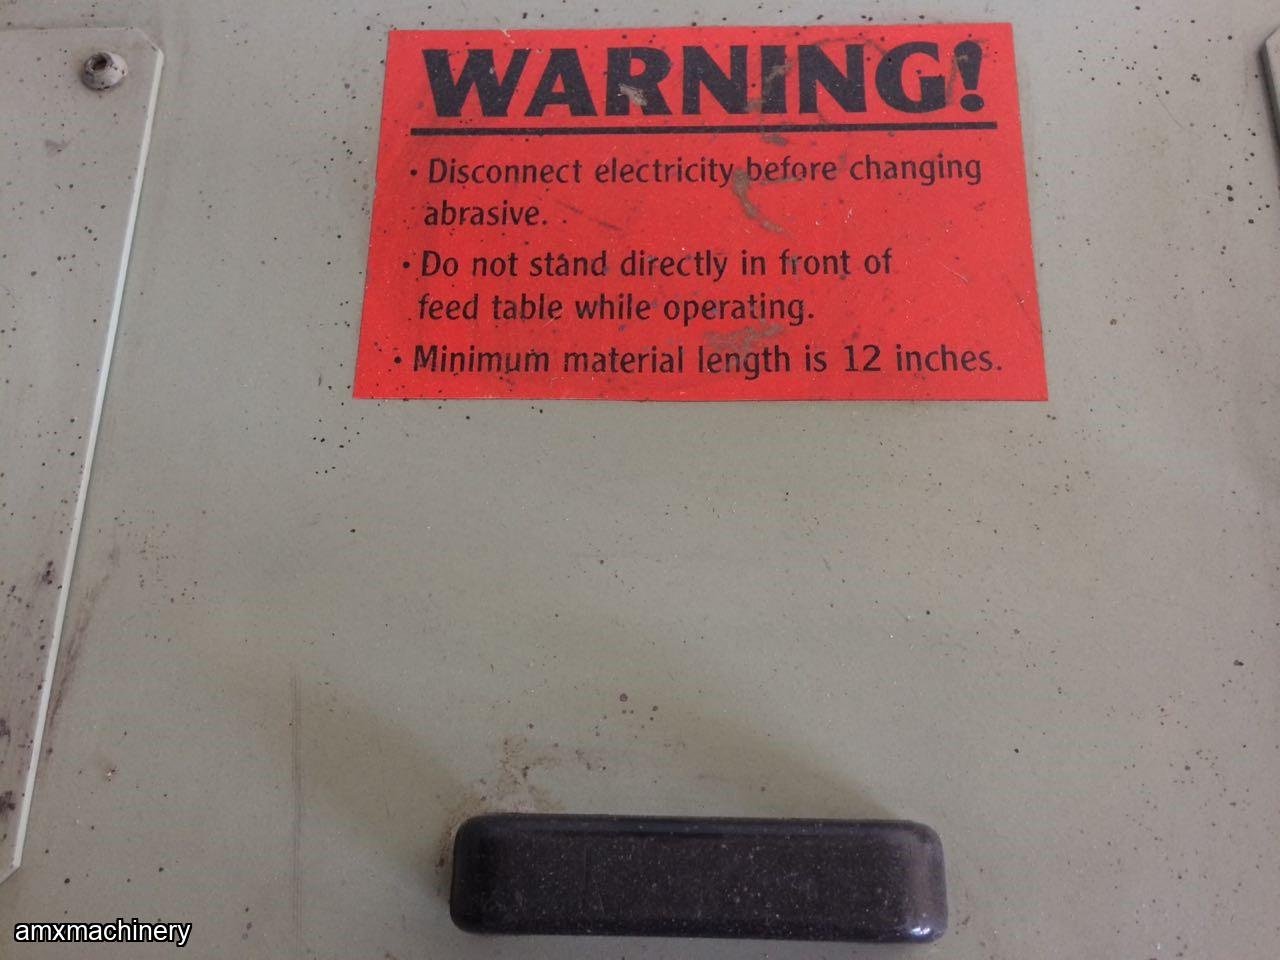 WARNING!
• Disconnect electricity before changing
abrasive.
• Do not stand directly in front of
feed table while operating.
• Minimum material length is 12 inches.
amxmachinery